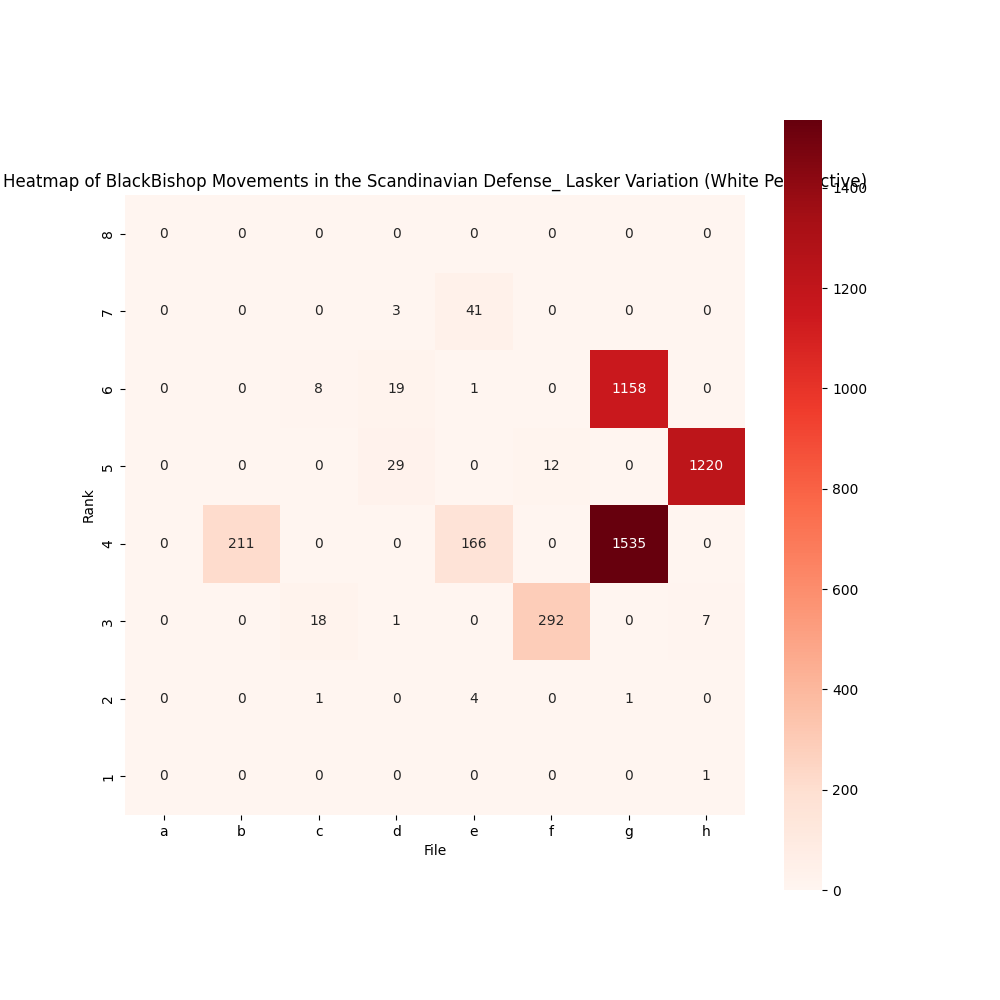 Heatmap of BlackBishop Movements in the Scandinavian Defense_ Lasker Variation (White Pe ctive)
1400
8 0 0 0 0 0 0 0 0
7 0 0 0 3 41 0 0 0
1200
6 0 0 8 19 1 0 1158 0
1000
5 0 0 0 29 0 12 0 1220
800
Rank
4 0 211 0 0 166 0 1535 0
600
3 0 0 18 1 0 292 0 7
400
2 0 0 1 0 4 0 1 0
1 0 0 0 0 0 0 0 1
200
a b c d e f g h
File
0